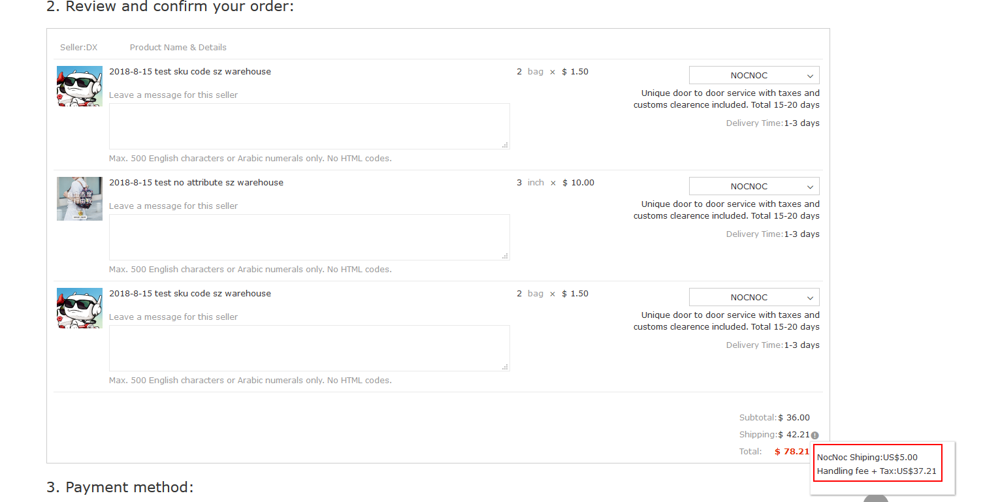 2. Review and confirm your order:
Seller:DX Product Name & Details
2018-8-15 test sku code sz warehouse 2 bag × $ 1.50 NOCNOC
Unique door to door service with taxes and
Leave a message for this seller
customs clearence included. Total 15-20 days
Delivery Time:1-3 days
Max. 500 English characters or Arabic numerals only. No HTML codes.
2018-8-15 test no attribute sz warehouse 3 inch × $ 10.00 NOCNOC
自由态度
出行由我
Unique door to door service with taxes and
Leave a message for this seller
customs clearence included. Total 15-20 days
Delivery Time:1-3 days
Max. 500 English characters or Arabic numerals only. No HTML codes.
2018-8-15 test sku code sz warehouse 2 bag × $ 1.50 NOCNOC
Unique door to door service with taxes and
Leave a message for this seller
customs clearence included. Total 15-20 days
Delivery Time:1-3 days
Max. 500 English characters or Arabic numerals only. No HTML codes.
Subtotal:$ 36.00
Shipping:$ 42.21
Total: $ 78.21
NocNoc Shiping:US$5.00
Handling fee + Tax:US$37.21
3. Payment method: